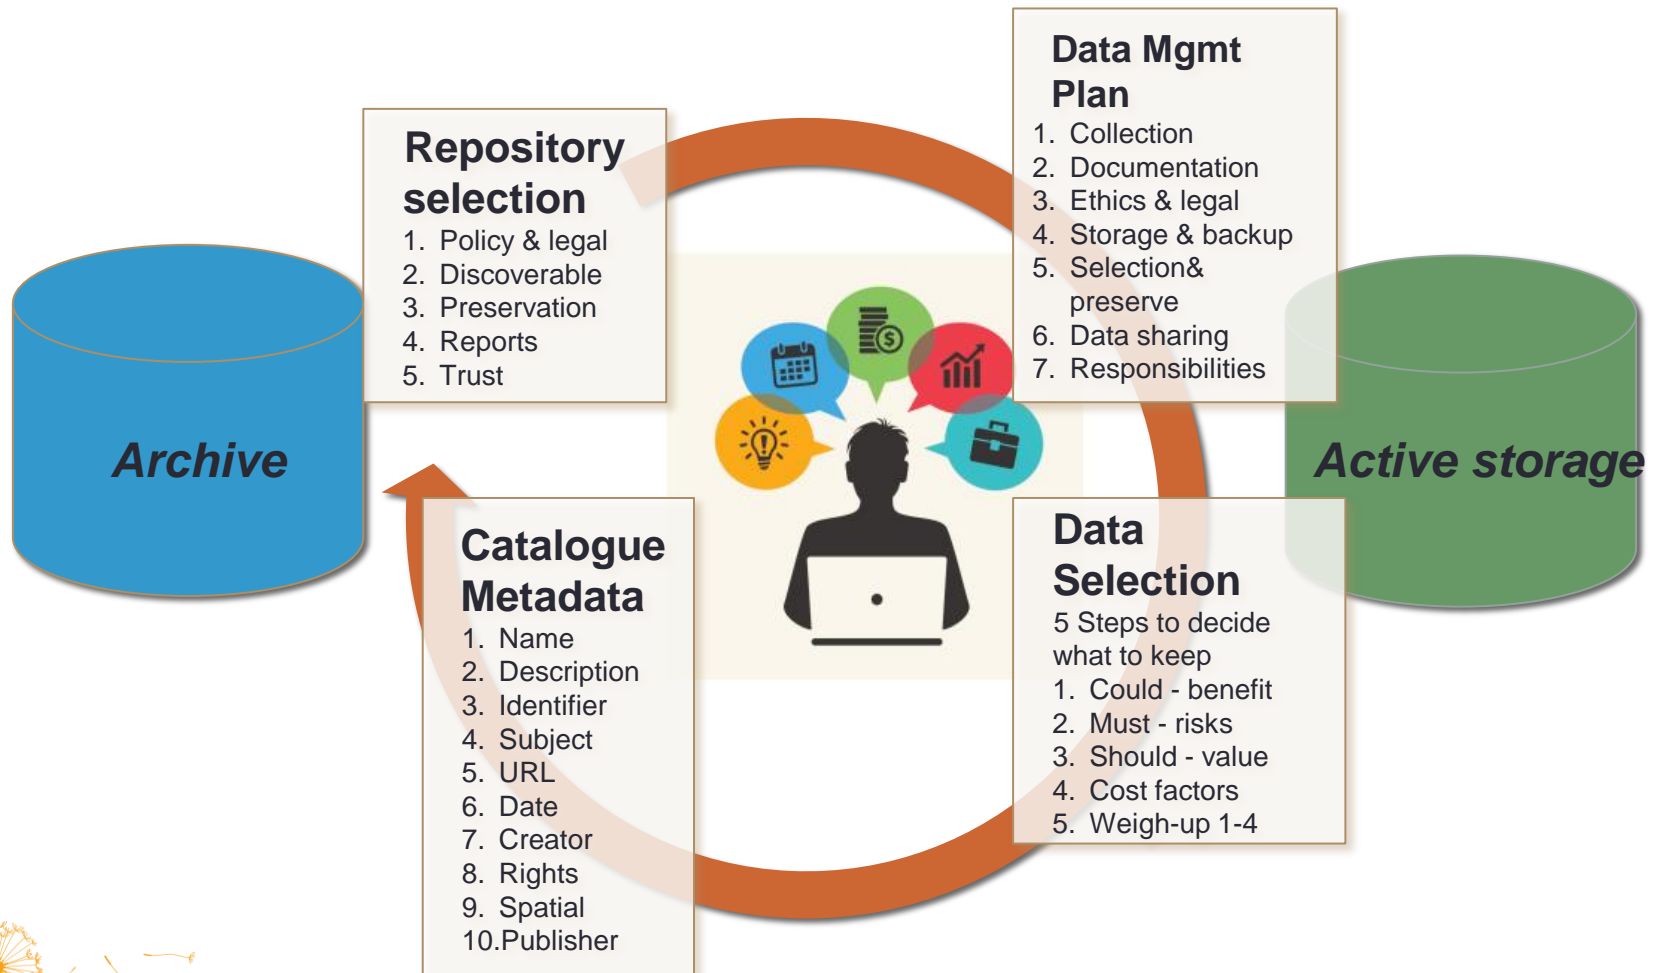 Data Mgmt
Plan
1. Collection
2. Documentation
3. Ethics & legal
4. Storage & backup
5. Selection&
preserve
6. Data sharing
7. Responsibilities
Repository
selection
1. Policy & legal
2. Discoverable
3. Preservation
4. Reports
5. Trust
Archive
Active storage
Catalogue
Metadata
1. Name
2. Description
3. Identifier
4. Subject
5. URL
6. Date
7. Creator
8. Rights
9. Spatial
10.Publisher
Data
Selection
5 Steps to decide
what to keep
1. Could - benefit
2. Must - risks
3. Should - value
4. Cost factors
5. Weigh-up 1-4